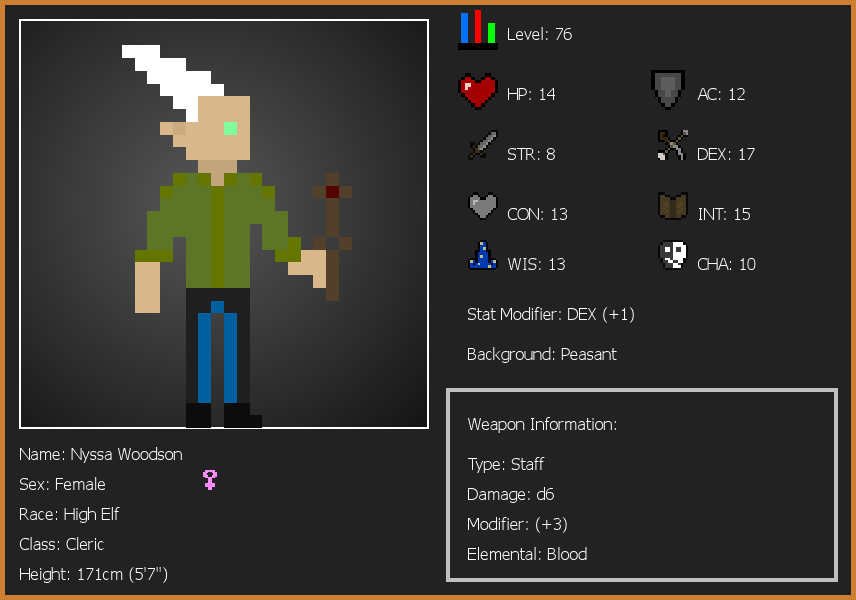 Level: 76
HP: 14
AC: 12
STR: 8
DEX: 17
CON: 13
INT: 15
WIS: 13
CHA: 10
Stat Modifier: DEX (+1)
Background: Peasant
Weapon Information:
Type: Staff
Damage: d6
Modifier: (+3)
Elemental: Blood
Name: Nyssa Woodson
Sex: Female
Race: High Elf
Class: Cleric
Height: 171cm (5'7")